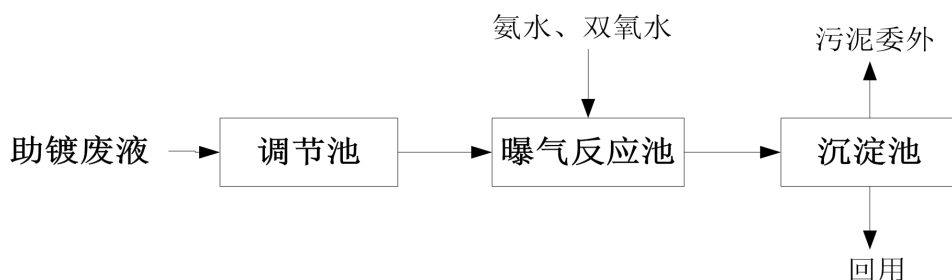 氨水、双氧水
污泥委外
助镀废液
调节池
曝气反应池
沉淀池
回用